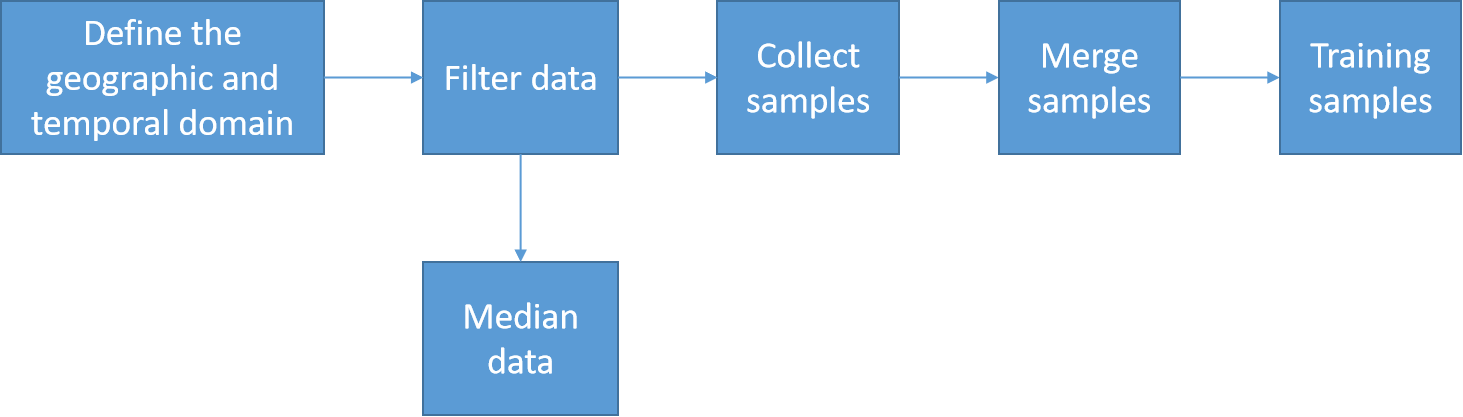 Define the
geographic and
temporal domain
Filter data
Collect
samples
Merge
samples
Training
samples
Median
data